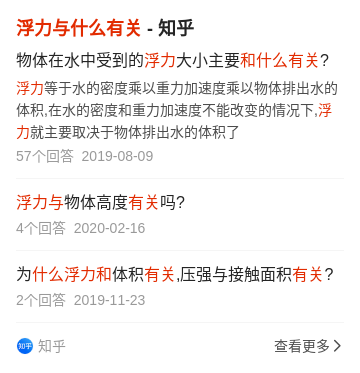 浮力与什么有关 - 知乎
物体在水中受到的浮力大小主要和什么有关?
浮力等于水的密度乘以重力加速度乘以物体排出水的
体积,在水的密度和重力加速度不能改变的情况下,浮
力就主要取决于物体排出水的体积了
57个回答 2019-08-09
浮力与物体高度有关吗?
4个回答 2020-02-16
为什么浮力和体积有关,压强与接触面积有关?
2个回答 2019-11-23
知乎 知乎 查看更多